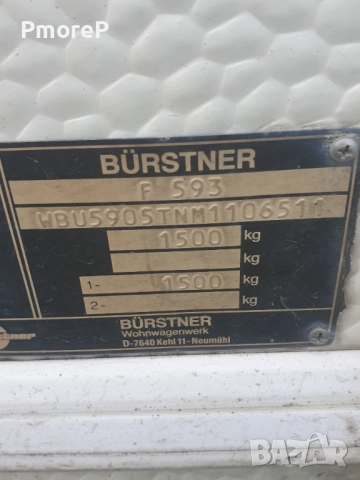 PmoreP
BÜRSTNER
F 593
WBU5905TNM1106511
1500 kg
kg
1- 1500 kg
2- kg
BÜRSTNER
Wohnwagenwerk
D-7640 Kehl 11-Neumühl
BAZAR
bg